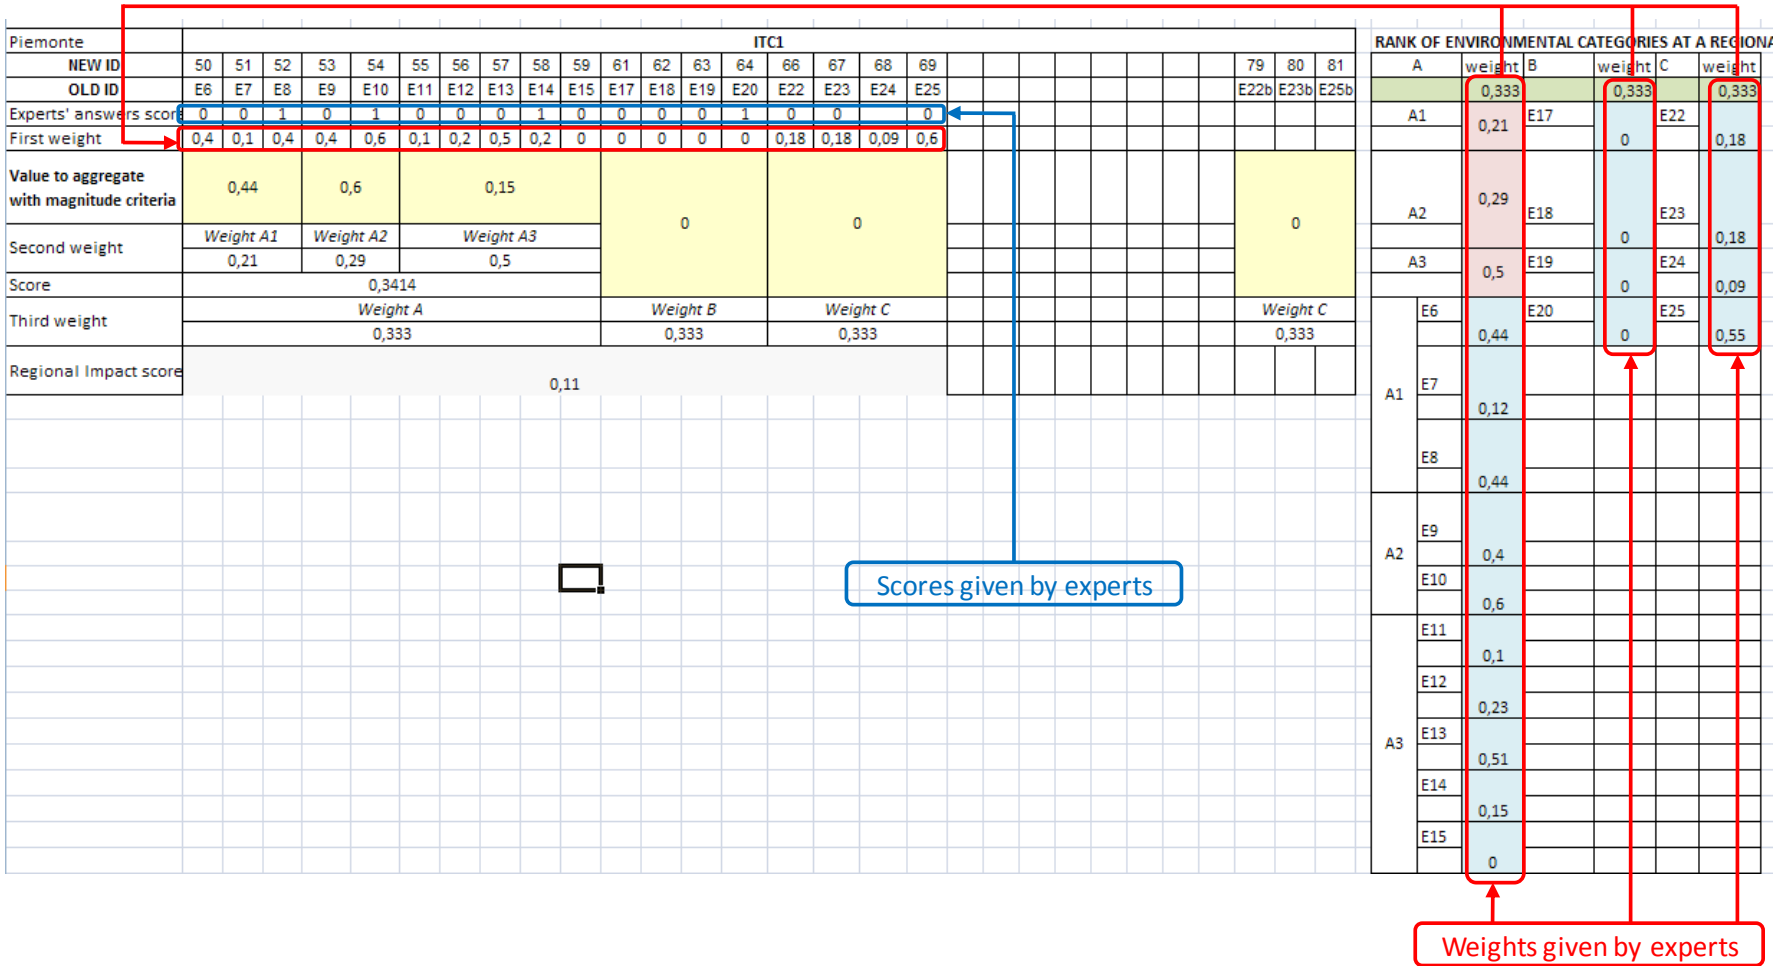 Piemonte ITC1 RANK OF ENVIRONMENTAL CATEGORIES AT A REGIONA
NEW ID 50 51 52 53 54 55 56 57 58 59 61 62 63 64 66 67 68 69 79 80 81 A weight B weight C weight
OLD ID E6 E7 E8 E9 E10 E11 E12 E13 E14 E15 E17 E18 E19 E20 E22 E23 E24 E25 E22b E23b E25b 0,333 0,333 0,333
Experts' answers score 0 0 1 0 1 0 0 0 1 0 0 0 0 1 0 0 0 A1 0,21 E17 E22
First weight 0,4 0,1 0,4 0,4 0,6 0,1 0,2 0,5 0,2 0 0 0 0 0 0,18 0,18 0,09 0,6 0 0,18
Value to aggregate
with magnitude criteria 0,44 0,6 0,15 0 0 0 A2 0,29 E18 E23
Weight A1 Weight A2 Weight A3 0 0,18
Second weight
0,21 0,29 0,5 A3 0,5 E19 E24
Score 0,3414 0 0,09
Weight A Weight B Weight C Weight C E6 E20 E25
Third weight
0,333 0,333 0,333 0,333 0,44 0 0,55
Regional Impact score 0,11
A1 E7
0,12
E8
0,44
E9
A2 0,4
E10
0,6
E11
0,1
E12
0,23
A3 E13
0,51
E14
0,15
E15
0
Scores given by experts
Weights given by experts